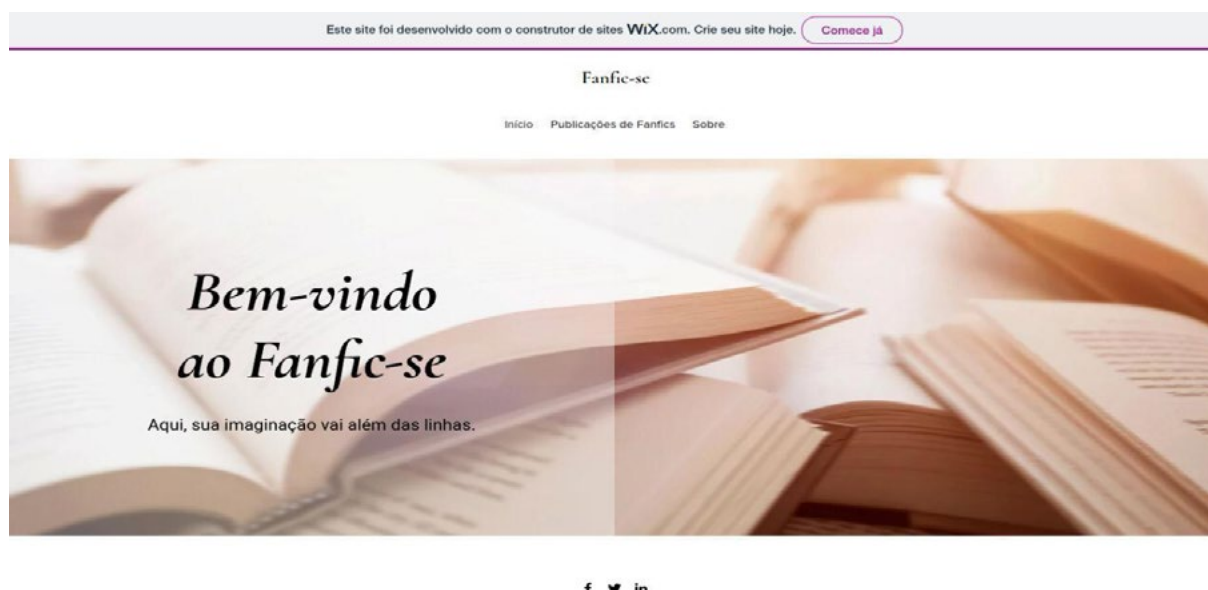 Este site foi desenvolvido com o construtor de sites WiX.com. Crie seu site hoje. Comece já
Fanfic-se
Início Publicações de Fanfics Sobre
Bem-vindo
ao Fanfic-se
Aqui, sua imaginação vai além das linhas.